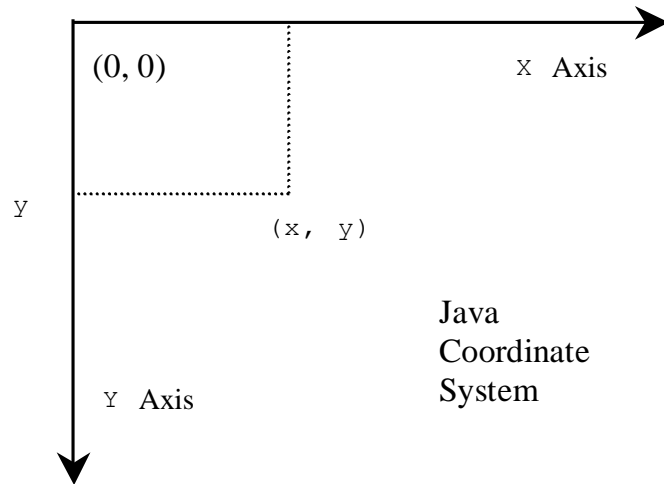 (0, 0)
X Axis
y
(x, y)
Java
Coordinate
System
Y Axis